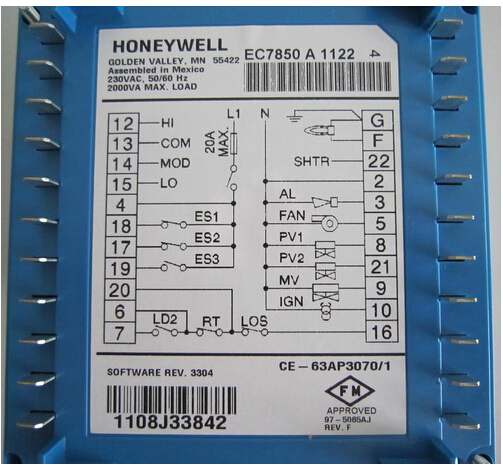 HONEYWELL
GOLDEN VALLEY, MN 55422
Assembled in Mexico
230VAC, 50/60 Hz
2000VA MAX. LOAD
EC7850 A 1122 4
12 HI
13 COM
14 MOD
15 LO
4
18 ES1
17 ES2
19 ES3
20
6
7 LD2 RT LOS
L1 N
20A MAX.
G
F
SHTR 22
2
AL 3
FAN 5
PV1 8
PV2 21
MV 9
IGN 10
16
SOFTWARE REV. 3304
1108J33842
CE - 63AP3070/1
FM
APPROVED
97-5065AJ
REV. F